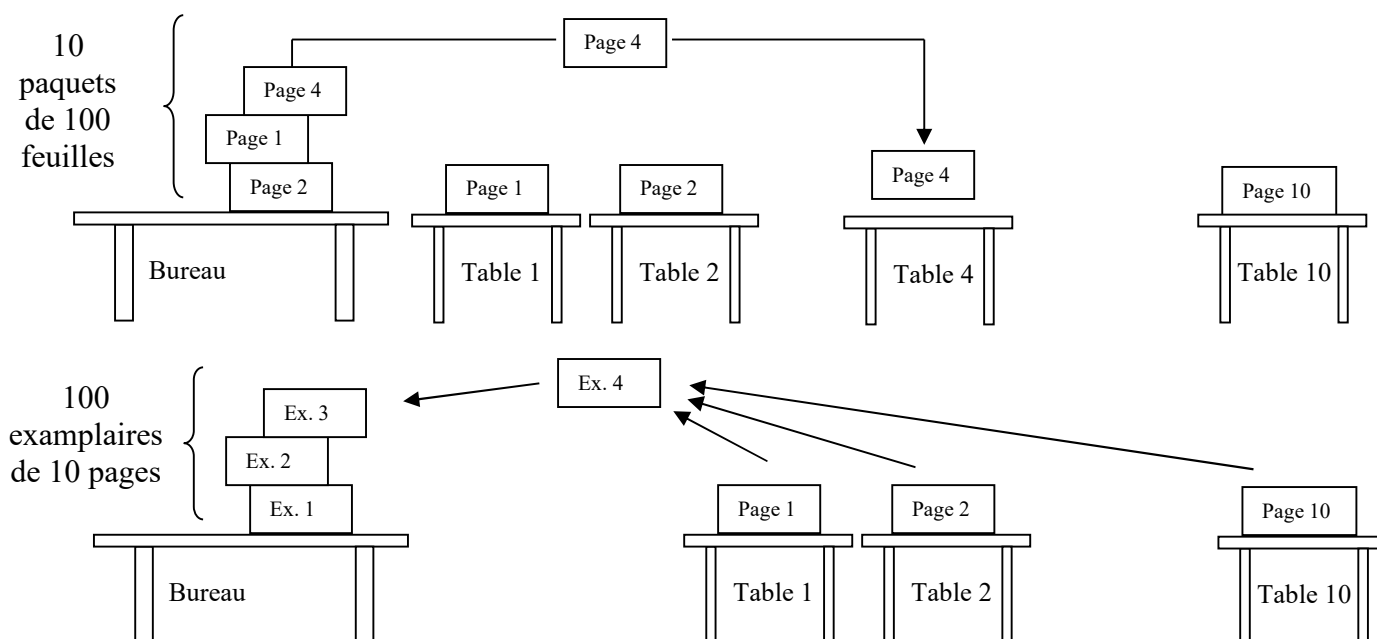 10
paquets
de 100
feuilles
Page 4
Page 4
Page 1
Page 2
Page 1
Page 2
Page 4
Page 10
Bureau
Table 1
Table 2
Table 4
Table 10
100
examplaires
de 10 pages
Ex. 4
Ex. 3
Ex. 2
Ex. 1
Page 1
Page 2
Page 10
Bureau
Table 1
Table 2
Table 10